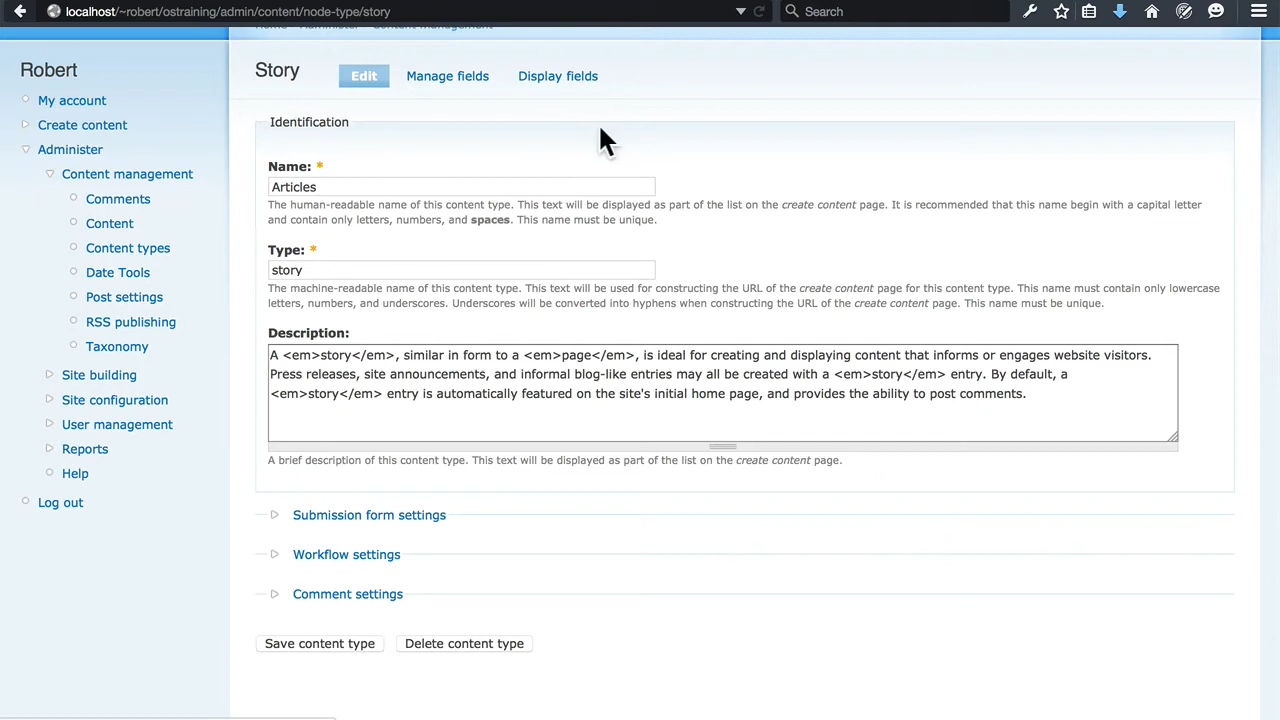 localhost/~robert/ostraining/admin/content/node-type/story
Search
Home Administer Content management
Robert
My account
Create content
Administer
Content management
Comments
Content
Content types
Date Tools
Post settings
RSS publishing
Taxonomy
Site building
Site configuration
User management
Reports
Help
Log out
Story
Edit
Manage fields
Display fields
Identification
Name: *
Articles
The human-readable name of this content type. This text will be displayed as part of the list on the create content page. It is recommended that this name begin with a capital letter
and contain only letters, numbers, and spaces. This name must be unique.
Type: *
story
The machine-readable name of this content type. This text will be used for constructing the URL of the create content page for this content type. This name must contain only lowercase
letters, numbers, and underscores. Underscores will be converted into hyphens when constructing the URL of the create content page. This name must be unique.
Description:
A <em>story</em>, similar in form to a <em>page</em>, is ideal for creating and displaying content that informs or engages website visitors.
Press releases, site announcements, and informal blog-like entries may all be created with a <em>story</em> entry. By default, a
<em>story</em> entry is automatically featured on the site's initial home page, and provides the ability to post comments.
A brief description of this content type. This text will be displayed as part of the list on the create content page.
Submission form settings
Workflow settings
Comment settings
Save content type
Delete content type